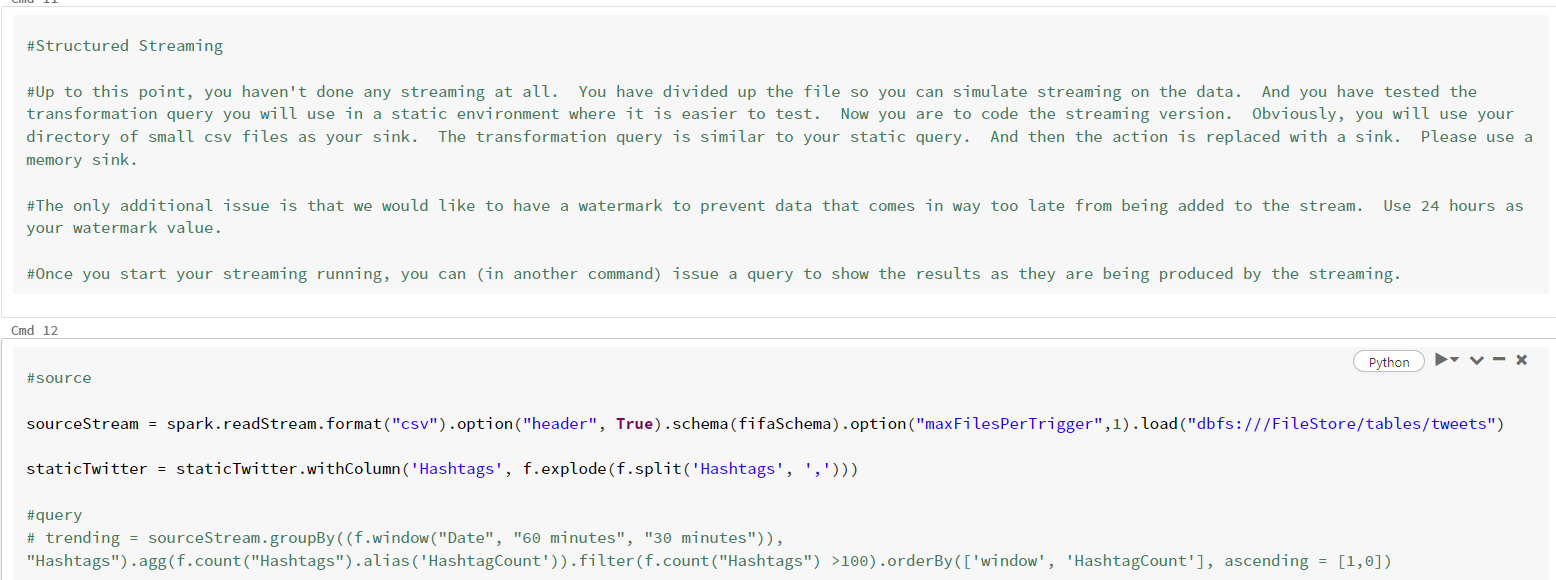 Cmd 11
#Structured Streaming
#Up to this point, you haven't done any streaming at all.  You have divided up the file so you can simulate streaming on the data.  And you have tested the
transformation query you will use in a static environment where it is easier to test.  Now you are to code the streaming version.  Obviously, you will use your
directory of small csv files as your sink.  The transformation query is similar to your static query.  And then the action is replaced with a sink.  Please use a
memory sink.
#The only additional issue is that we would like to have a watermark to prevent data that comes in way too late from being added to the stream.  Use 24 hours as
your watermark value.
#Once you start your streaming running, you can (in another command) issue a query to show the results as they are being produced by the streaming.
Cmd 12
Python
#source
sourceStream = spark.readStream.format("csv").option("header", True).schema(fifaSchema).option("maxFilesPerTrigger",1).load("dbfs:///FileStore/tables/tweets")
staticTwitter = staticTwitter.withColumn('Hashtags', f.explode(f.split('Hashtags', ',')))
#query
# trending = sourceStream.groupBy((f.window("Date", "60 minutes", "30 minutes")),
"Hashtags").agg(f.count("Hashtags").alias('HashtagCount')).filter(f.count("Hashtags") >100).orderBy(['window', 'HashtagCount'], ascending = [1,0])